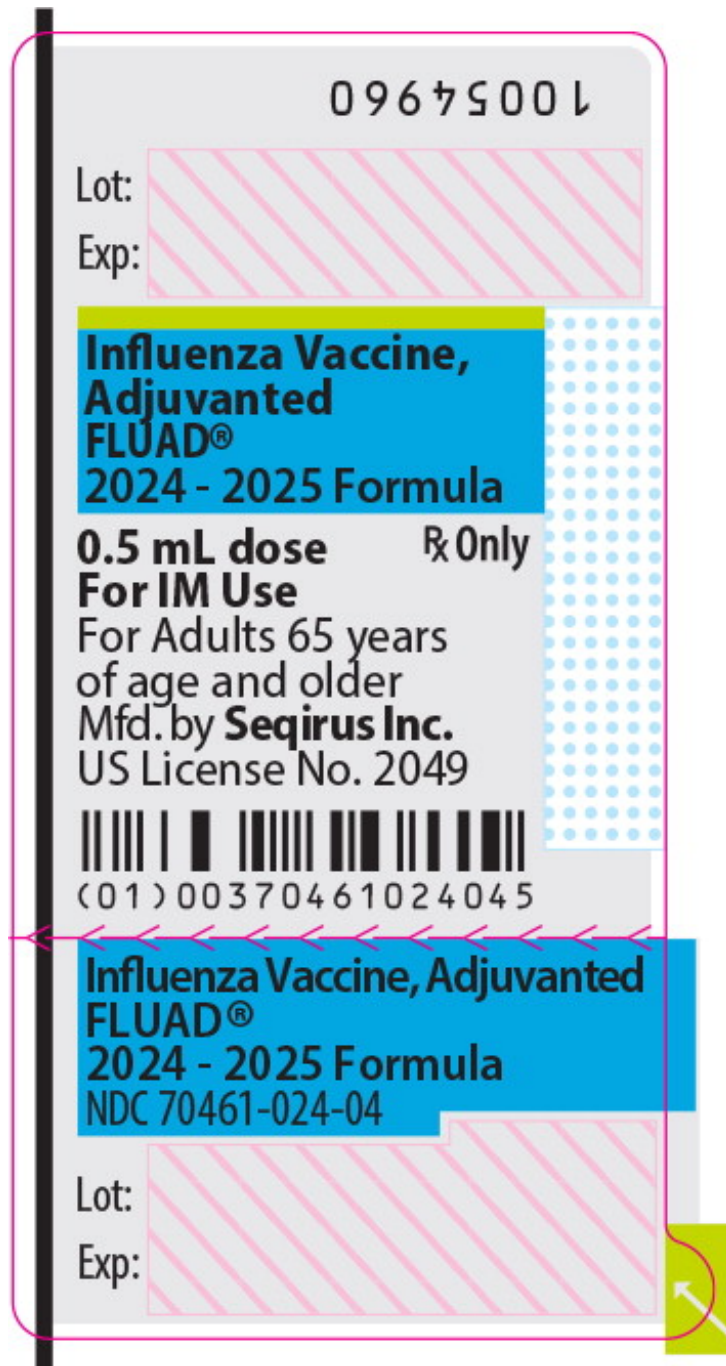 10054960
Lot:
Exp:
Influenza Vaccine,
Adjuvanted
FLUAD®
2024 - 2025 Formula
0.5 mL dose ℞ Only
For IM Use
For Adults 65 years
of age and older
Mfd. by Seqirus Inc.
US License No. 2049
(01)00370461024045
Influenza Vaccine, Adjuvanted
FLUAD®
2024 - 2025 Formula
NDC 70461-024-04
Lot:
Exp: